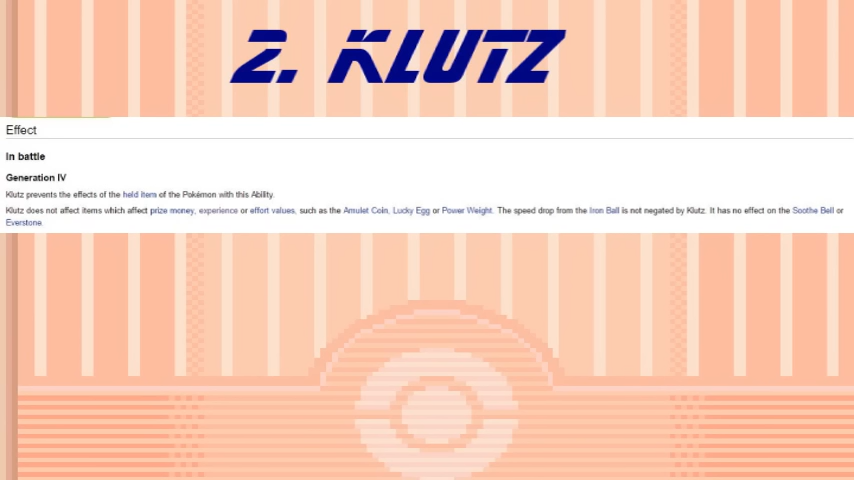 2. KLUTZ
Effect
In battle
Generation IV
Klutz prevents the effects of the held item of the Pokémon with this Ability.
Klutz does not affect items which affect prize money, experience or effort values, such as the Amulet Coin, Lucky Egg or Power Weight. The speed drop from the Iron Ball is not negated by Klutz. It has no effect on the Soothe Bell or
Everstone.